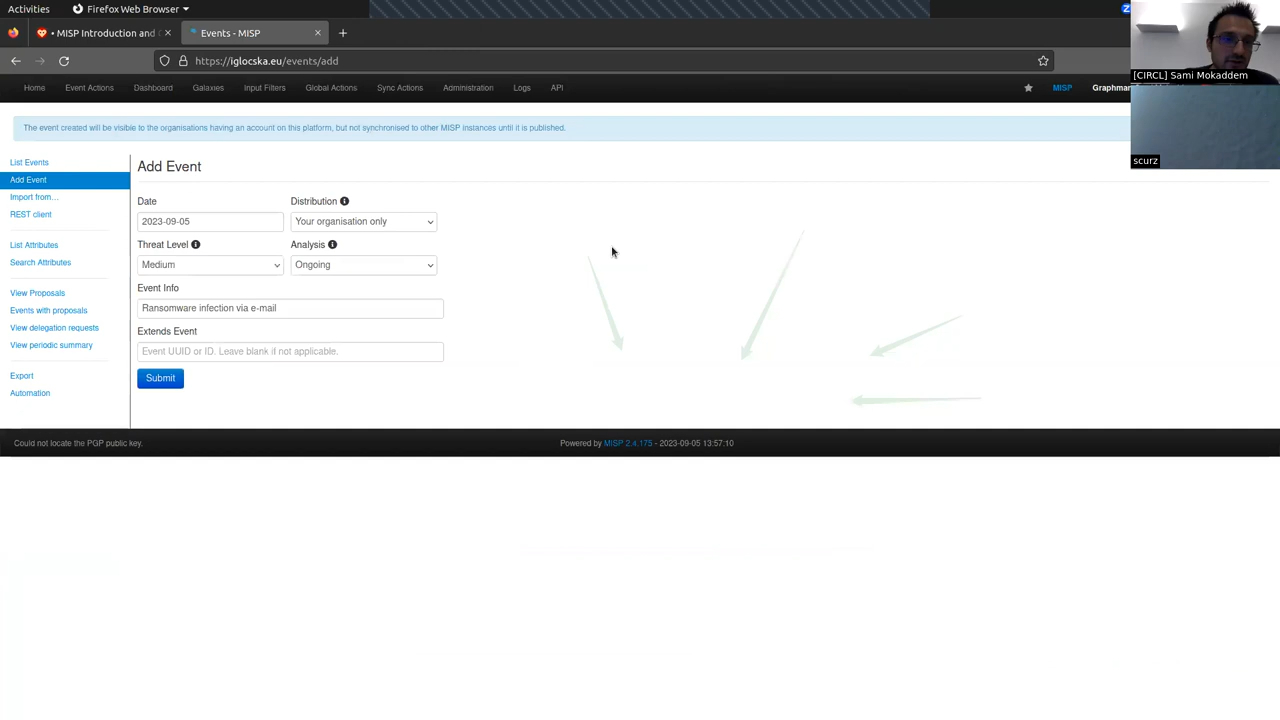 Activities
Firefox Web Browser
• MISP Introduction and
Events - MISP
https://iglocska.eu/events/add
Home Event Actions Dashboard Galaxies Input Filters Global Actions Sync Actions Administration Logs API
MISP
[CIRCL] Sami Mokaddem
scurz
The event created will be visible to the organisations having an account on this platform, but not synchronised to other MISP instances until it is published.
List Events
Add Event
Import from...
REST client
List Attributes
Search Attributes
View Proposals
Events with proposals
View delegation requests
View periodic summary
Export
Automation
Add Event
Date Distribution
2023-09-05 Your organisation only
Threat Level Analysis
Medium Ongoing
Event Info
Ransomware infection via e-mail
Extends Event
Event UUID or ID. Leave blank if not applicable.
Submit
Could not locate the PGP public key.
Powered by MISP 2.4.175 - 2023-09-05 13:57:10